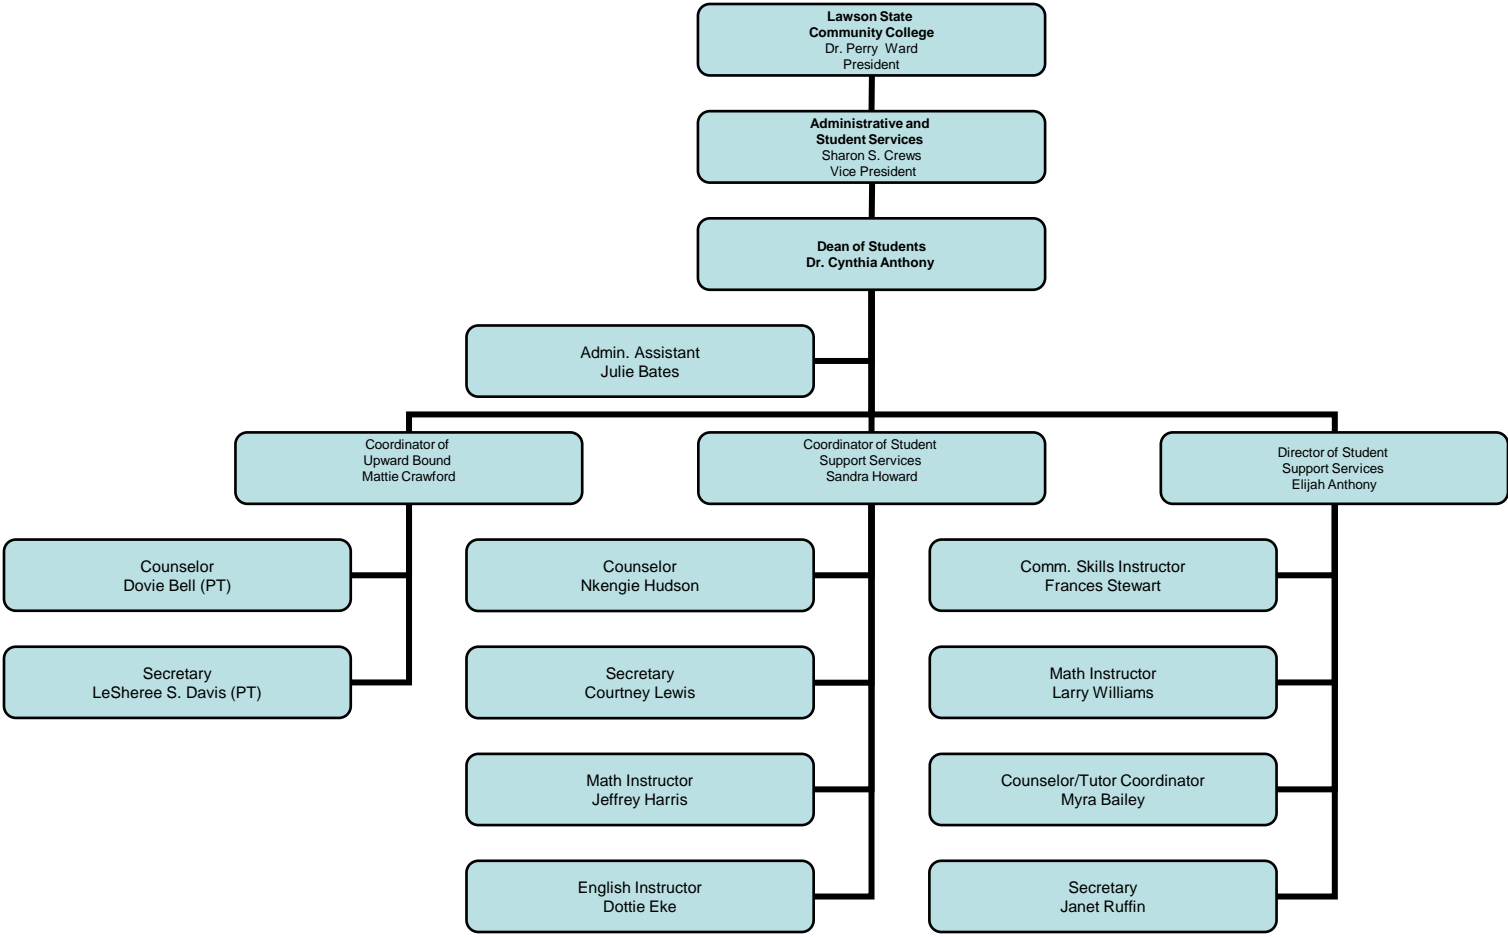 Lawson State
Community College
Dr. Perry Ward
President
Administrative and
Student Services
Sharon S. Crews
Vice President
Dean of Students
Dr. Cynthia Anthony
Admin. Assistant
Julie Bates
Coordinator of
Upward Bound
Mattie Crawford
Coordinator of Student
Support Services
Sandra Howard
Director of Student
Support Services
Elijah Anthony
Counselor
Dovie Bell (PT)
Counselor
Nkengie Hudson
Comm. Skills Instructor
Frances Stewart
Secretary
LeSheree S. Davis (PT)
Secretary
Courtney Lewis
Math Instructor
Larry Williams
Math Instructor
Jeffrey Harris
Counselor/Tutor Coordinator
Myra Bailey
English Instructor
Dottie Eke
Secretary
Janet Ruffin